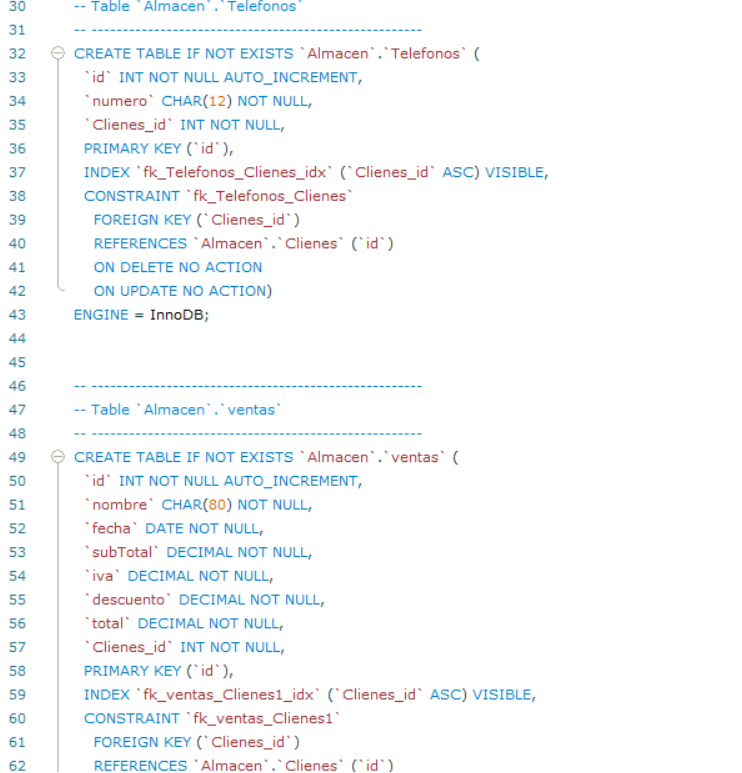 30 -- Table `Almacen`.`Telefonos`
31 -- -----------------------------------------------------
32 CREATE TABLE IF NOT EXISTS `Almacen`.`Telefonos` (
33 `id` INT NOT NULL AUTO_INCREMENT,
34 `numero` CHAR(12) NOT NULL,
35 `Clienes_id` INT NOT NULL,
36 PRIMARY KEY (`id`),
37 INDEX `fk_Telefonos_Clienes_idx` (`Clienes_id` ASC) VISIBLE,
38 CONSTRAINT `fk_Telefonos_Clienes`
39 FOREIGN KEY (`Clienes_id`)
40 REFERENCES `Almacen`.`Clienes` (`id`)
41 ON DELETE NO ACTION
42 ON UPDATE NO ACTION)
43 ENGINE = InnoDB;
44
45
46 -- -----------------------------------------------------
47 -- Table `Almacen`.`ventas`
48 -- -----------------------------------------------------
49 CREATE TABLE IF NOT EXISTS `Almacen`.`ventas` (
50 `id` INT NOT NULL AUTO_INCREMENT,
51 `nombre` CHAR(80) NOT NULL,
52 `fecha` DATE NOT NULL,
53 `subTotal` DECIMAL NOT NULL,
54 `iva` DECIMAL NOT NULL,
55 `descuento` DECIMAL NOT NULL,
56 `total` DECIMAL NOT NULL,
57 `Clienes_id` INT NOT NULL,
58 PRIMARY KEY (`id`),
59 INDEX `fk_ventas_Clienes1_idx` (`Clienes_id` ASC) VISIBLE,
60 CONSTRAINT `fk_ventas_Clienes1`
61 FOREIGN KEY (`Clienes_id`)
62 REFERENCES `Almacen`.`Clienes` (`id`)